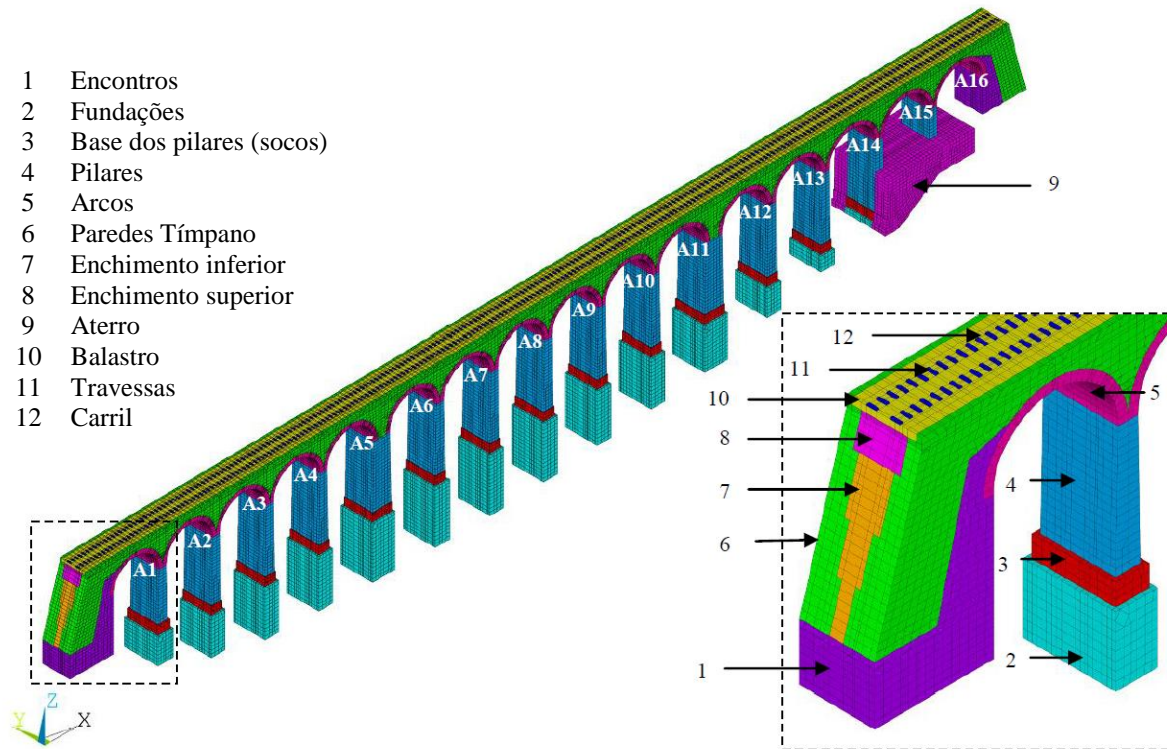 1 Encontros
2 Fundações
3 Base dos pilares (socos)
4 Pilares
5 Arcos
6 Paredes Tímpano
7 Enchimento inferior
8 Enchimento superior
9 Aterro
10 Balastro
11 Travessas
12 Carril
A1
A2
A3
A4
A5
A6
A7
A8
A9
A10
A11
A12
A13
A14
A15
A16
9
12
11
10
8
7
6
1
5
4
3
2
Z
Y
X